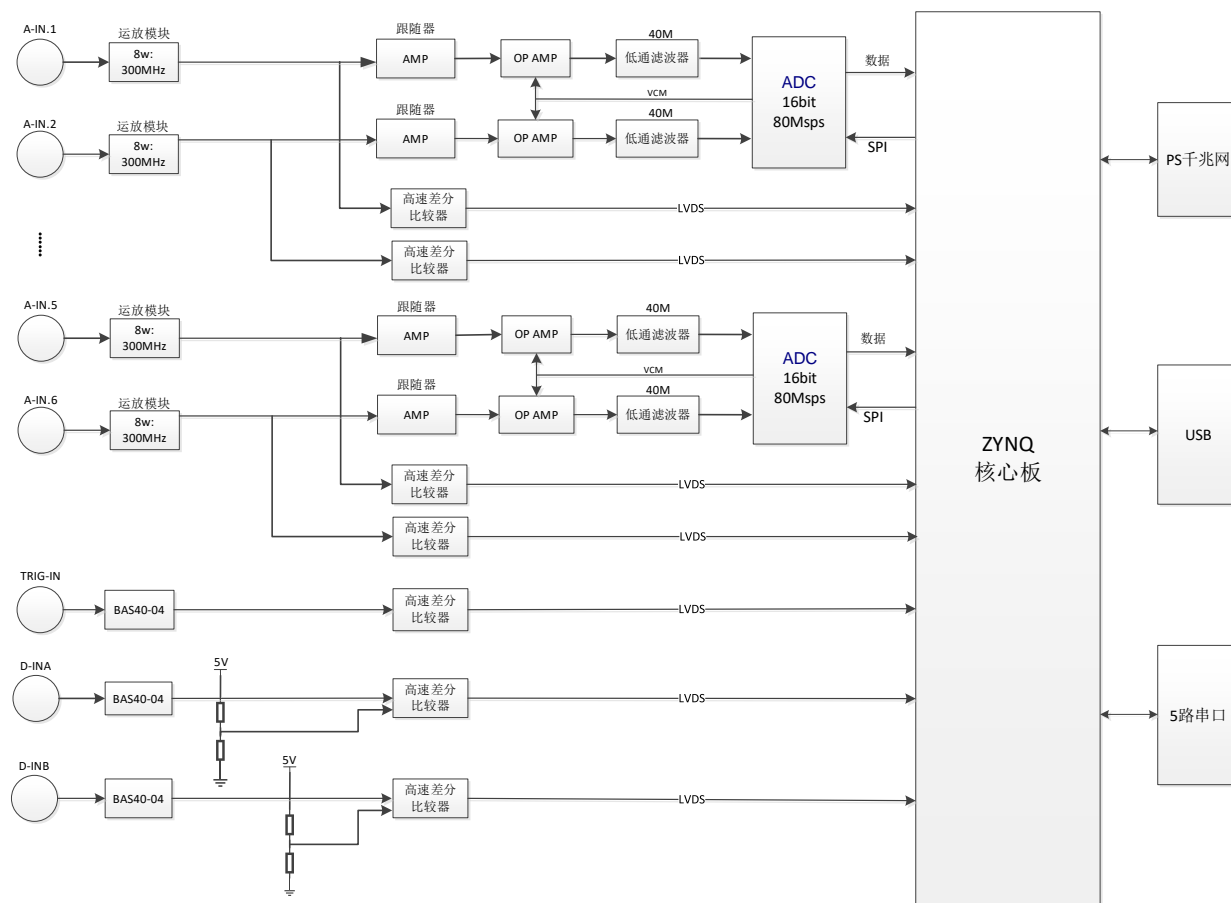 A-IN.1
运放模块
8w:
300MHz
跟随器
AMP
OP AMP
40M
低通滤波器
ADC
16bit
80Msps
数据
SPI
VCM
A-IN.2
运放模块
8w:
300MHz
跟随器
AMP
OP AMP
40M
低通滤波器
高速差分
比较器
LVDS
高速差分
比较器
LVDS
A-IN.5
运放模块
8w:
300MHz
跟随器
AMP
OP AMP
40M
低通滤波器
ADC
16bit
80Msps
数据
SPI
VCM
A-IN.6
运放模块
8w:
300MHz
跟随器
AMP
OP AMP
40M
低通滤波器
高速差分
比较器
LVDS
高速差分
比较器
LVDS
TRIG-IN
BAS40-04
高速差分
比较器
LVDS
D-INA
BAS40-04
5V
高速差分
比较器
LVDS
D-INB
BAS40-04
5V
高速差分
比较器
LVDS
ZYNQ
核心板
PS千兆网
USB
5路串口